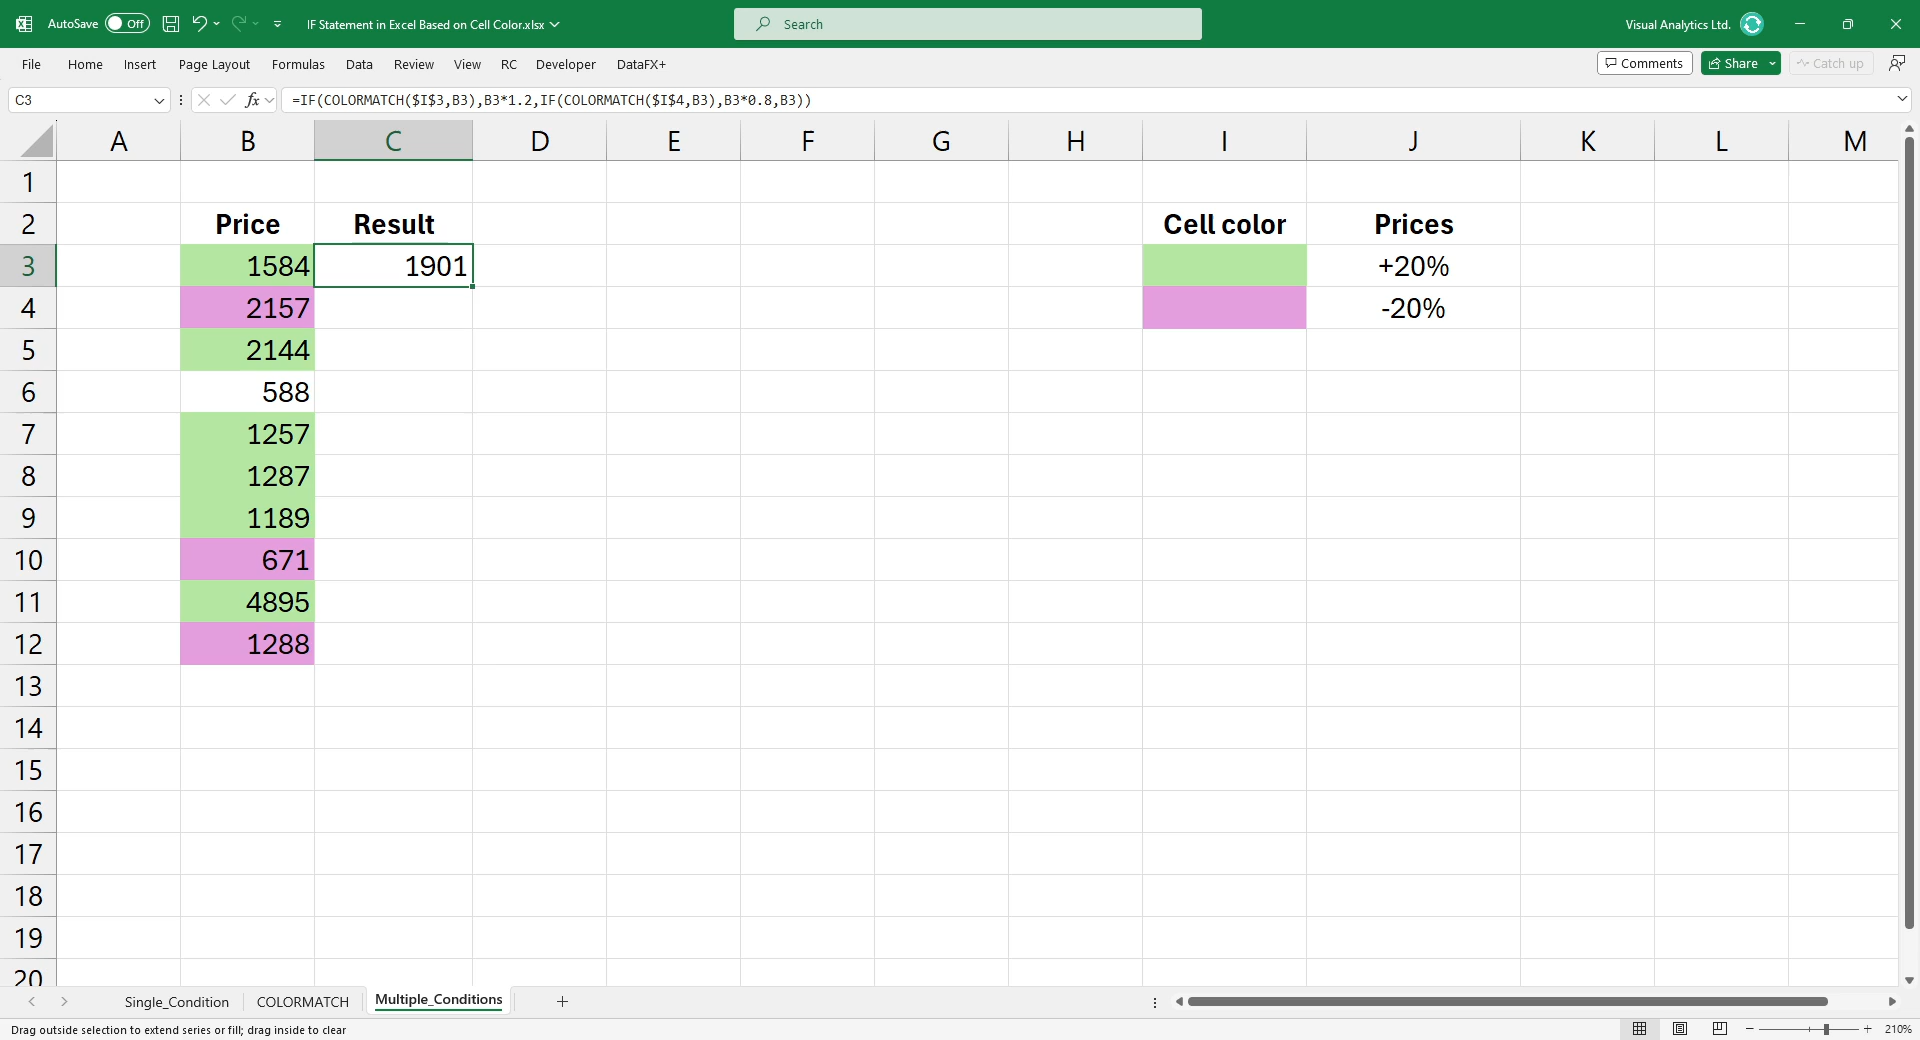 AutoSave Off IF Statement in Excel Based on Cell Color.xlsx Search Visual Analytics Ltd.
File Home Insert Page Layout Formulas Data Review View RC Developer DataFX+ Comments Share Catch up
C3 fx =IF(COLORMATCH($I$3,B3),B3*1.2,IF(COLORMATCH($I$4,B3),B3*0.8,B3))
A B C D E F G H I J K L M
1
2 Price Result Cell color Prices
3 1584 1901 +20%
4 2157 -20%
5 2144
6 588
7 1257
8 1287
9 1189
10 671
11 4895
12 1288
13
14
15
16
17
18
19
20
Single_Condition COLORMATCH Multiple_Conditions
Drag outside selection to extend series or fill; drag inside to clear 210%